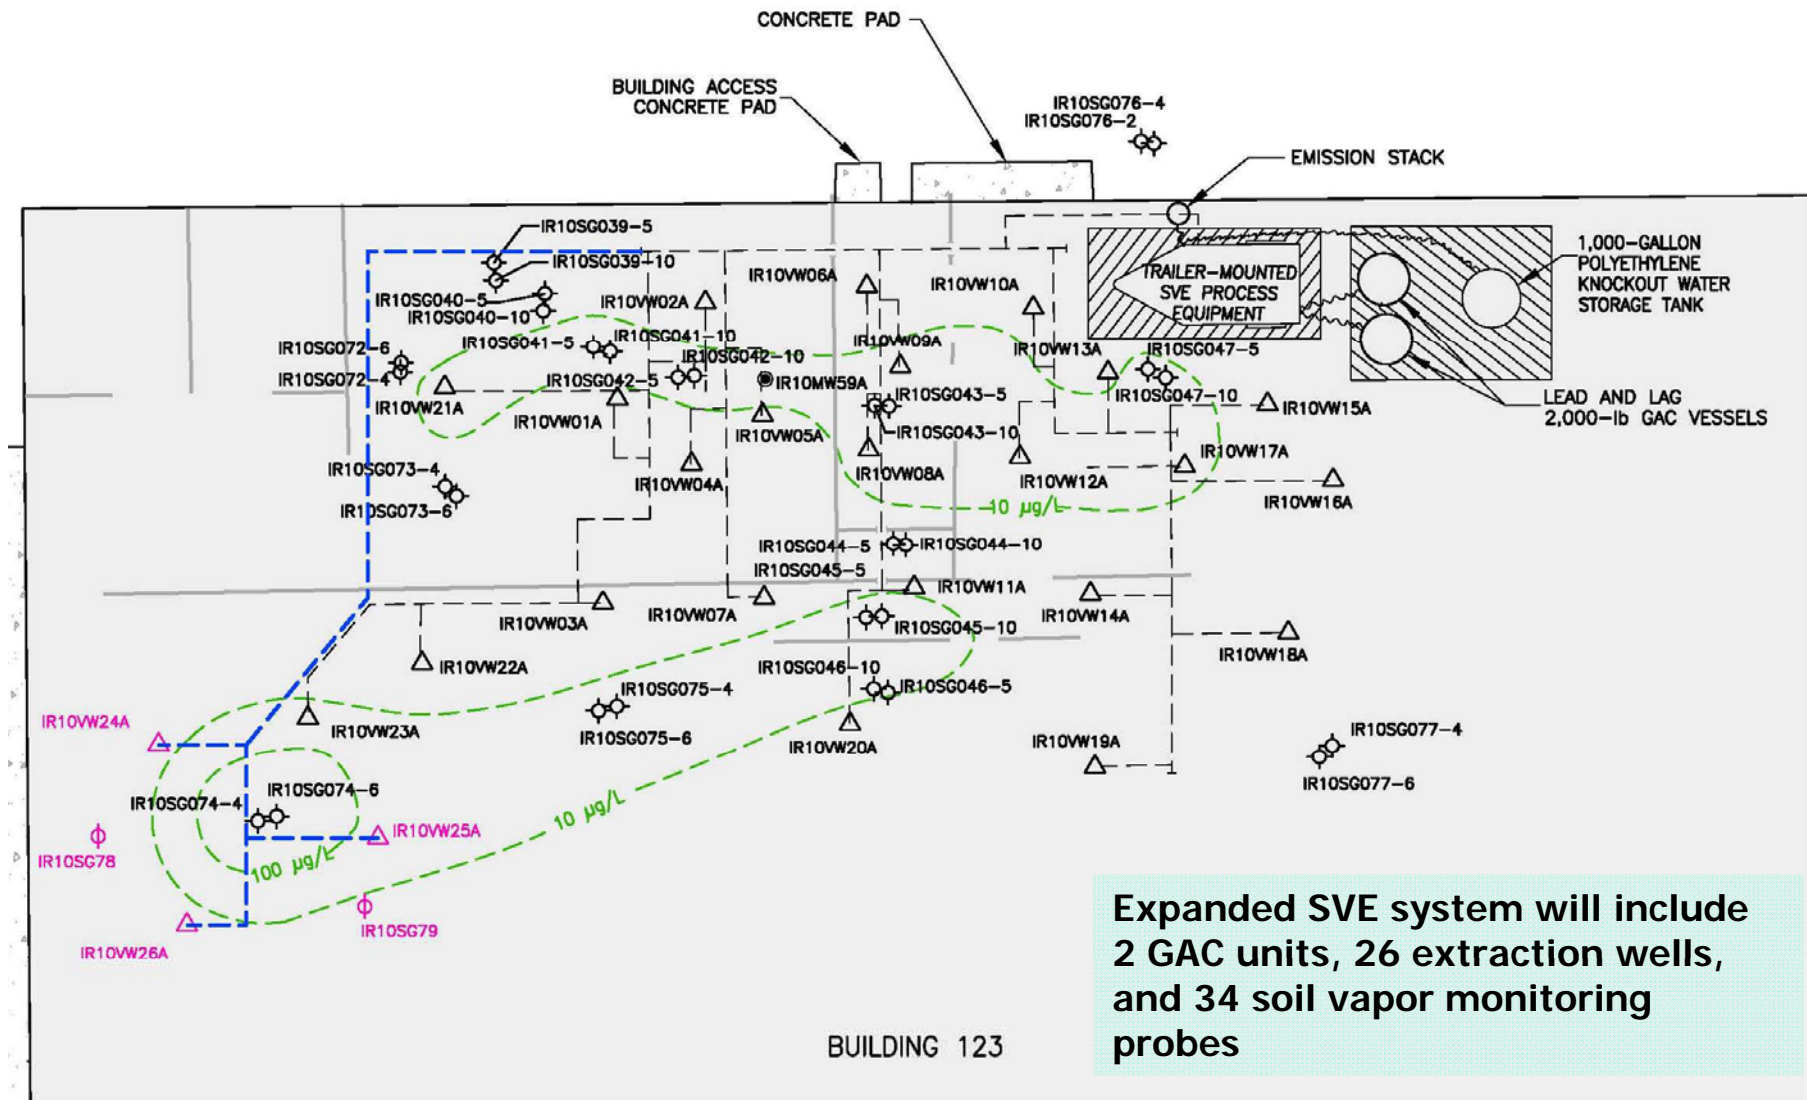 CONCRETE PAD
BUILDING ACCESS
CONCRETE PAD
IR10SG076-4
IR10SG076-2
EMISSION STACK
IR10SG039-5
IR10SG039-10
IR10SG040-5
IR10SG040-10
IR10VW02A
IR10VW06A
IR10VW10A
TRAILER-MOUNTED
SVE PROCESS
EQUIPMENT
1,000-GALLON
POLYETHYLENE
KNOCKOUT WATER
STORAGE TANK
IR10SG072-6
IR10SG072-4
IR10SG041-5
IR10SG041-10
IR10SG042-10
IR10SG042-5
IR10VW09A
IR10VW13A
IR10SG047-5
IR10SG047-10
IR10VW21A
IR10VW01A
IR10MW59A
IR10VW05A
IR10SG043-5
IR10SG043-10
IR10VW15A
LEAD AND LAG
2,000-lb GAC VESSELS
IR10SG073-4
IR10SG073-6
IR10VW04A
IR10VW08A
IR10VW12A
IR10VW17A
IR10VW16A
10 µg/L
IR10SG044-5
IR10SG044-10
IR10SG045-5
IR10VW03A
IR10VW07A
IR10VW11A
IR10VW14A
IR10SG045-10
IR10VW22A
IR10VW18A
IR10SG046-10
IR10SG046-5
IR10SG075-4
IR10SG075-6
IR10VW24A
IR10VW23A
IR10VW20A
IR10VW19A
IR10SG077-4
IR10SG077-6
IR10SG074-4
IR10SG074-6
10 µg/L
IR10VW25A
IR10SG78
100 µg/L
IR10SG79
IR10VW26A
Expanded SVE system will include
2 GAC units, 26 extraction wells,
and 34 soil vapor monitoring
probes
BUILDING 123